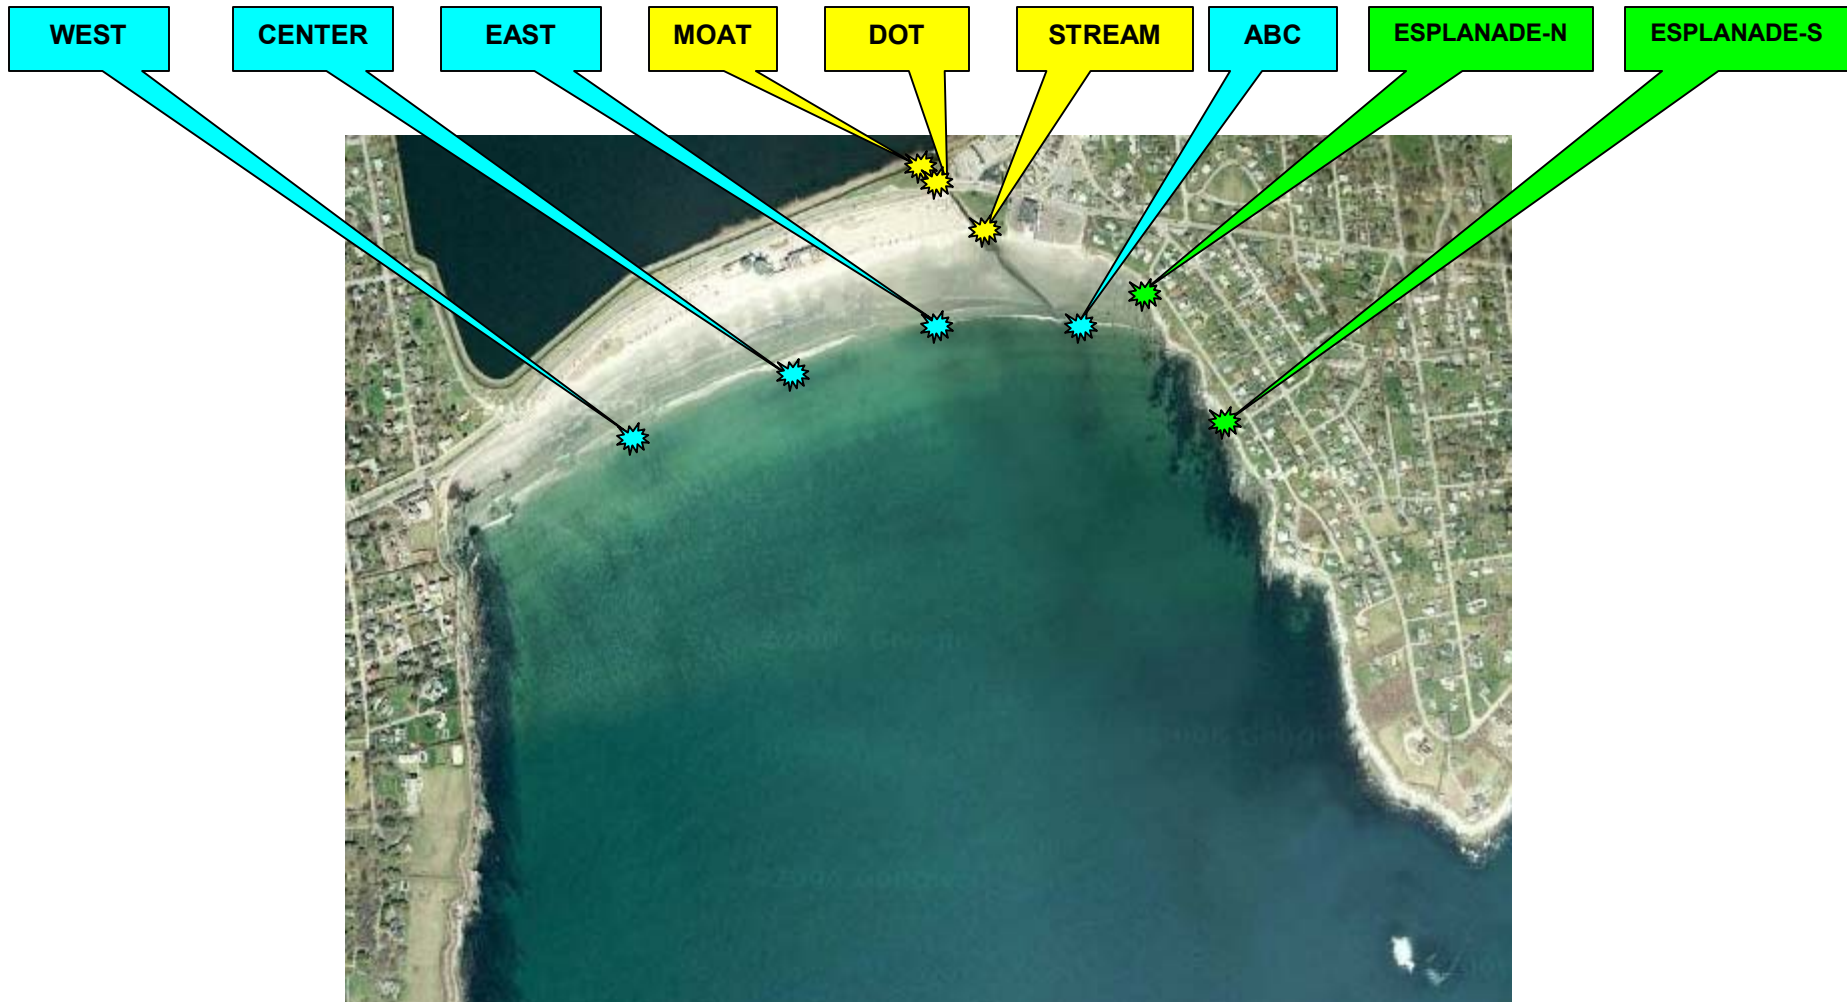 WEST
CENTER
EAST
MOAT
DOT
STREAM
ABC
ESPLANADE-N
ESPLANADE-S